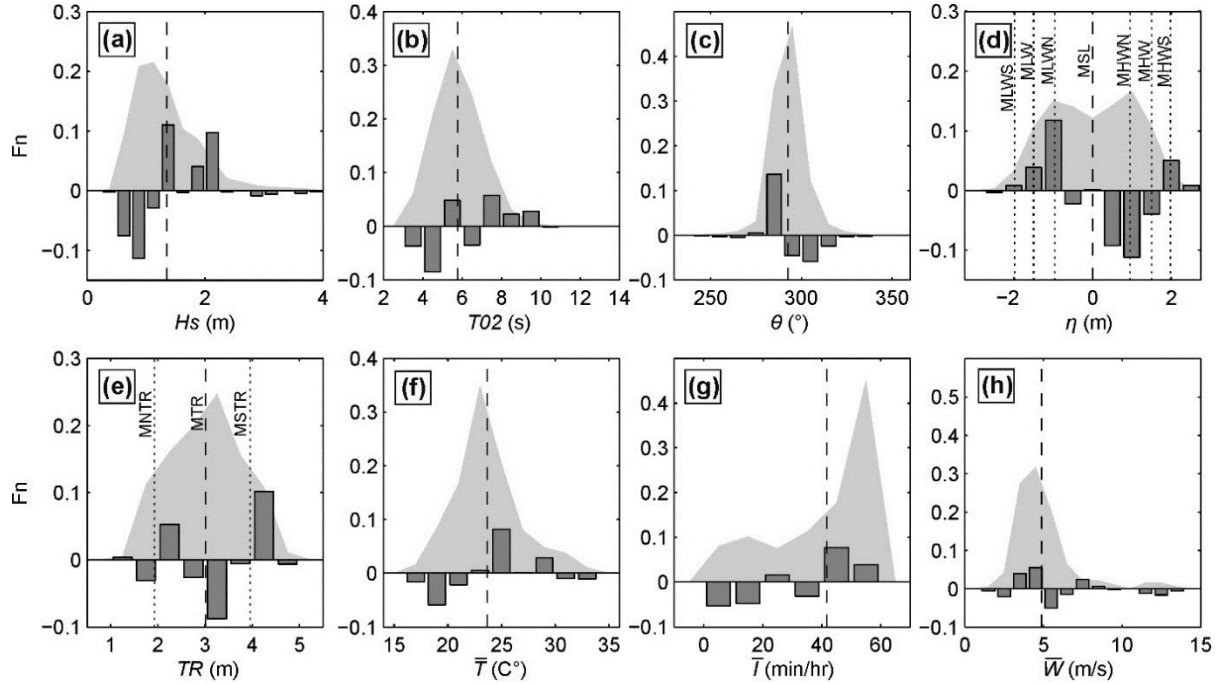 0.3 0.4 0.3
(a) (b) (c) (d)
0.2 0.3 0.4 0.2
MLWS MLW MLWN MSL MHWN MHW MHWS
0.2 0.3
Fn 0.1 0.1 0.2 0.1
0 0 0.1 0
0
−0.1 −0.1 −0.1 −0.1
0 2 4 2 4 6 8 10 12 14 250 300 350 −2 0 2
Hs (m) T02 (s) θ (°) η (m)
0.3 0.4
(e) (f) (g) (h)
0.3 0.4 0.5
0.2 MNTR MTR MSTR 0.4
0.2 0.3 0.3
Fn 0.1 0.2 0.2
0.1 0.1 0.1
0 0 0 0
−0.1 −0.1 −0.1 −0.1
1 2 3 4 5 15 20 25 30 35 0 20 40 60 0 5 10 15
TR (m) T̅ (C°) I̅ (min/hr) W̅ (m/s)